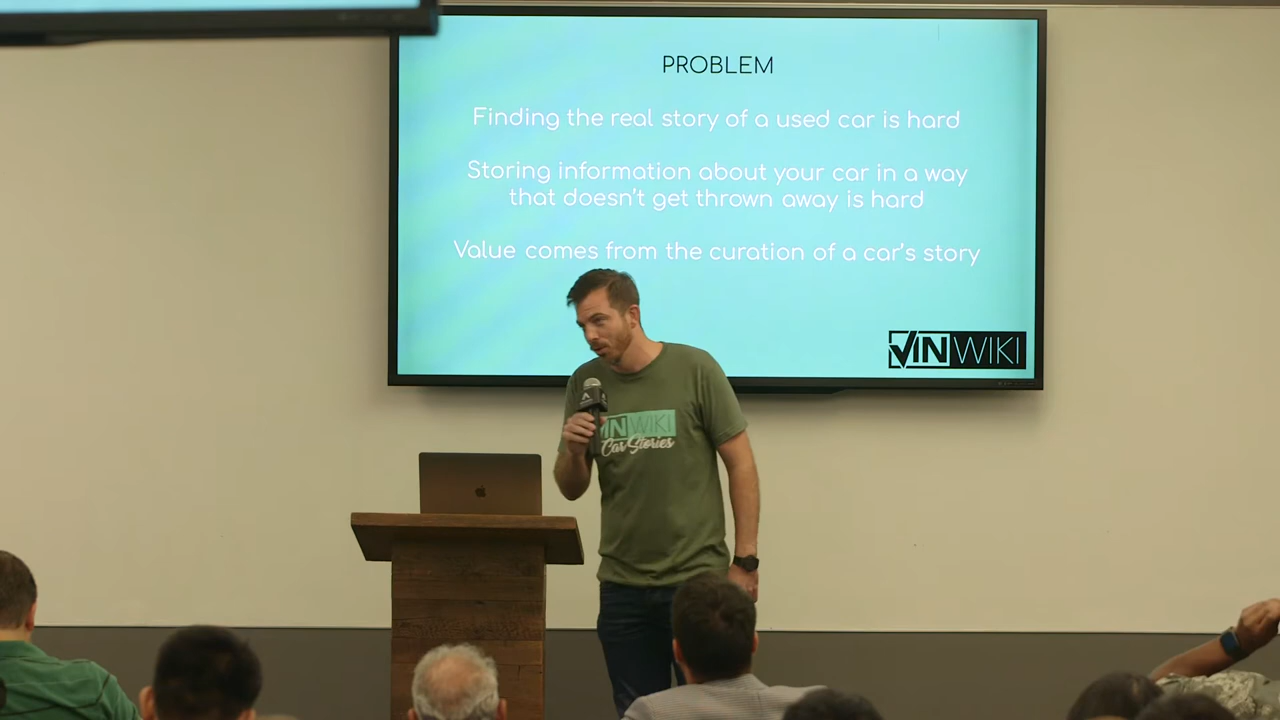 PROBLEM
Finding the real story of a used car is hard
Storing information about your car in a way
that doesn't get thrown away is hard
Value comes from the curation of a car's story
VINWIKI
INWIKI
Car Stories